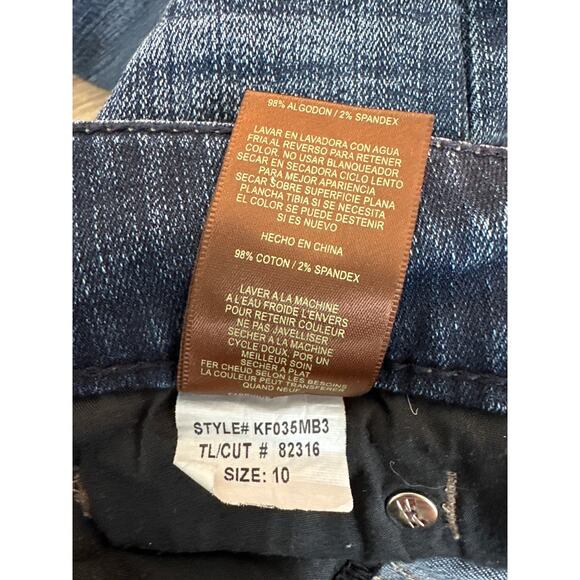 98% ALGODON / 2% SPANDEX
LAVAR EN LAVADORA CON AGUA
FRIA AL REVERSO PARA RETENER
COLOR. NO USAR BLANQUEADOR
SECAR EN SECADORA CICLO LENTO
PARA MEJOR APARIENCIA
SECAR SOBRE SUPERFICIE PLANA
PLANCHA TIBIA SI SE NECESITA
EL COLOR SE PUEDE DESTENIR
SI ES NUEVO
HECHO EN CHINA
98% COTON / 2% SPANDEX
LAVER A LA MACHINE
A L'EAU FROIDE L'ENVERS
POUR RETENIR COULEUR
NE PAS JAVELLISER
SECHER A LA MACHINE
CYCLE DOUX, POR UN
MEILLEUR SOIN
SECHER A PLAT
FER CHEUD SELON LES BESOINS
LA COULEUR PEUT TRANSFERER
QUAND NEUF
STYLE# KF035MB3
TL/CUT # 82316
SIZE: 10